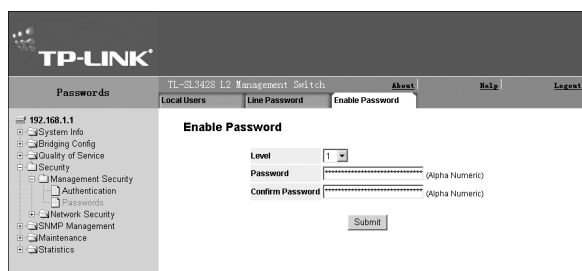 TP-LINK
Passwords
TL-SL3428 L2 Management Switch
About
Help
Logout
Local Users
Line Password
Enable Password
192.168.1.1
System Info
Bridging Config
Quality of Service
Security
Management Security
Authentication
Passwords
Network Security
SNMP Management
Maintenance
Statistics
Enable Password
Level 1
Password ****************************** (Alpha Numeric)
Confirm Password ****************************** (Alpha Numeric)
Submit